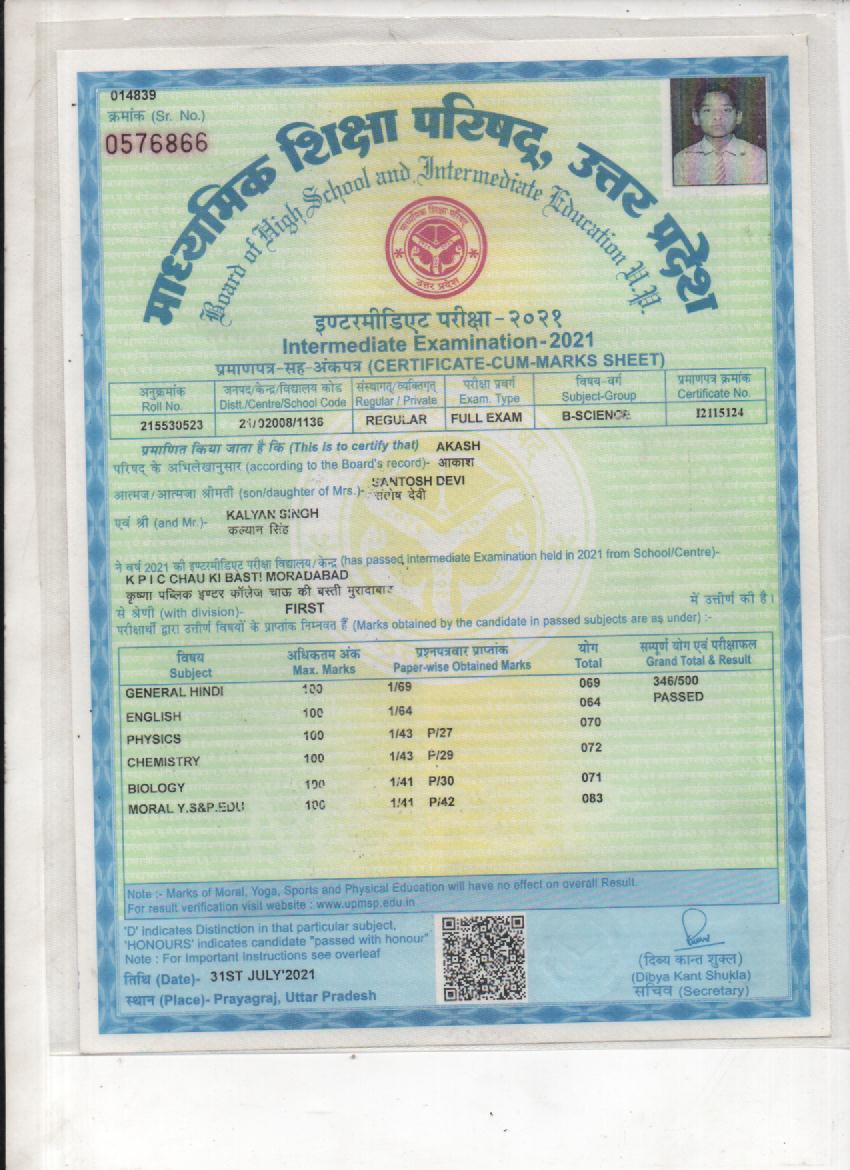 014839
क्रमांक (Sr. No.)
0576866
माध्यमिक शिक्षा परिषद्, उत्तर प्रदेश
Board of High School and Intermediate Education U.P.
माध्यमिक शिक्षा परिषद्
उत्तर प्रदेश
इण्टरमीडिएट परीक्षा-२०२१
Intermediate Examination-2021
प्रमाणपत्र-सह-अंकपत्र (CERTIFICATE-CUM-MARKS SHEET)
अनुक्रमांक जनपद/केन्द्र/विद्यालय कोड संस्थागत/व्यक्तिगत परीक्षा प्रवर्ग विषय-वर्ग प्रमाणपत्र क्रमांक
Roll No. Distt./Centre/School Code Regular / Private Exam. Type Subject-Group Certificate No.
215530523 21/02008/1136 REGULAR FULL EXAM B-SCIENCE I2115124
प्रमाणित किया जाता है कि (This is to certify that) AKASH
परिषद् के अभिलेखानुसार (according to the Board's record)- आकाश
SANTOSH DEVI
आत्मज/आत्मजा श्रीमती (son/daughter of Mrs.)- संतोष देवी
एवं श्री (and Mr.)- KALYAN SINGH
कल्यान सिंह
ने वर्ष 2021 की इण्टरमीडिएट परीक्षा विद्यालय/केन्द्र (has passed Intermediate Examination held in 2021 from School/Centre)-
K P I C CHAU KI BASTI MORADABAD
कृष्णा पब्लिक इण्टर कॉलेज चाऊ की बस्ती मुरादाबाद में उत्तीर्ण की है।
से श्रेणी (with division)- FIRST
परीक्षार्थी द्वारा उत्तीर्ण विषयों के प्राप्तांक निम्नवत हैं (Marks obtained by the candidate in passed subjects are as under) :-
विषय अधिकतम अंक प्रश्नपत्रवार प्राप्तांक योग सम्पूर्ण योग एवं परीक्षाफल
Subject Max. Marks Paper-wise Obtained Marks Total Grand Total & Result
GENERAL HINDI 100 1/69 069 346/500
ENGLISH 100 1/64 064 PASSED
PHYSICS 100 1/43 P/27 070
CHEMISTRY 100 1/43 P/29 072
BIOLOGY 100 1/41 P/30 071
MORAL Y.S&P.EDU 100 1/41 P/42 083
Note :- Marks of Moral, Yoga, Sports and Physical Education will have no effect on overall Result.
For result verification visit website : www.upmsp.edu.in
'D' indicates Distinction in that particular subject,
'HONOURS' indicates candidate "passed with honour"
Note : For Important Instructions see overleaf
तिथि (Date)- 31ST JULY'2021
स्थान (Place)- Prayagraj, Uttar Pradesh
(दिव्य कान्त शुक्ल)
(Dibya Kant Shukla)
सचिव (Secretary)